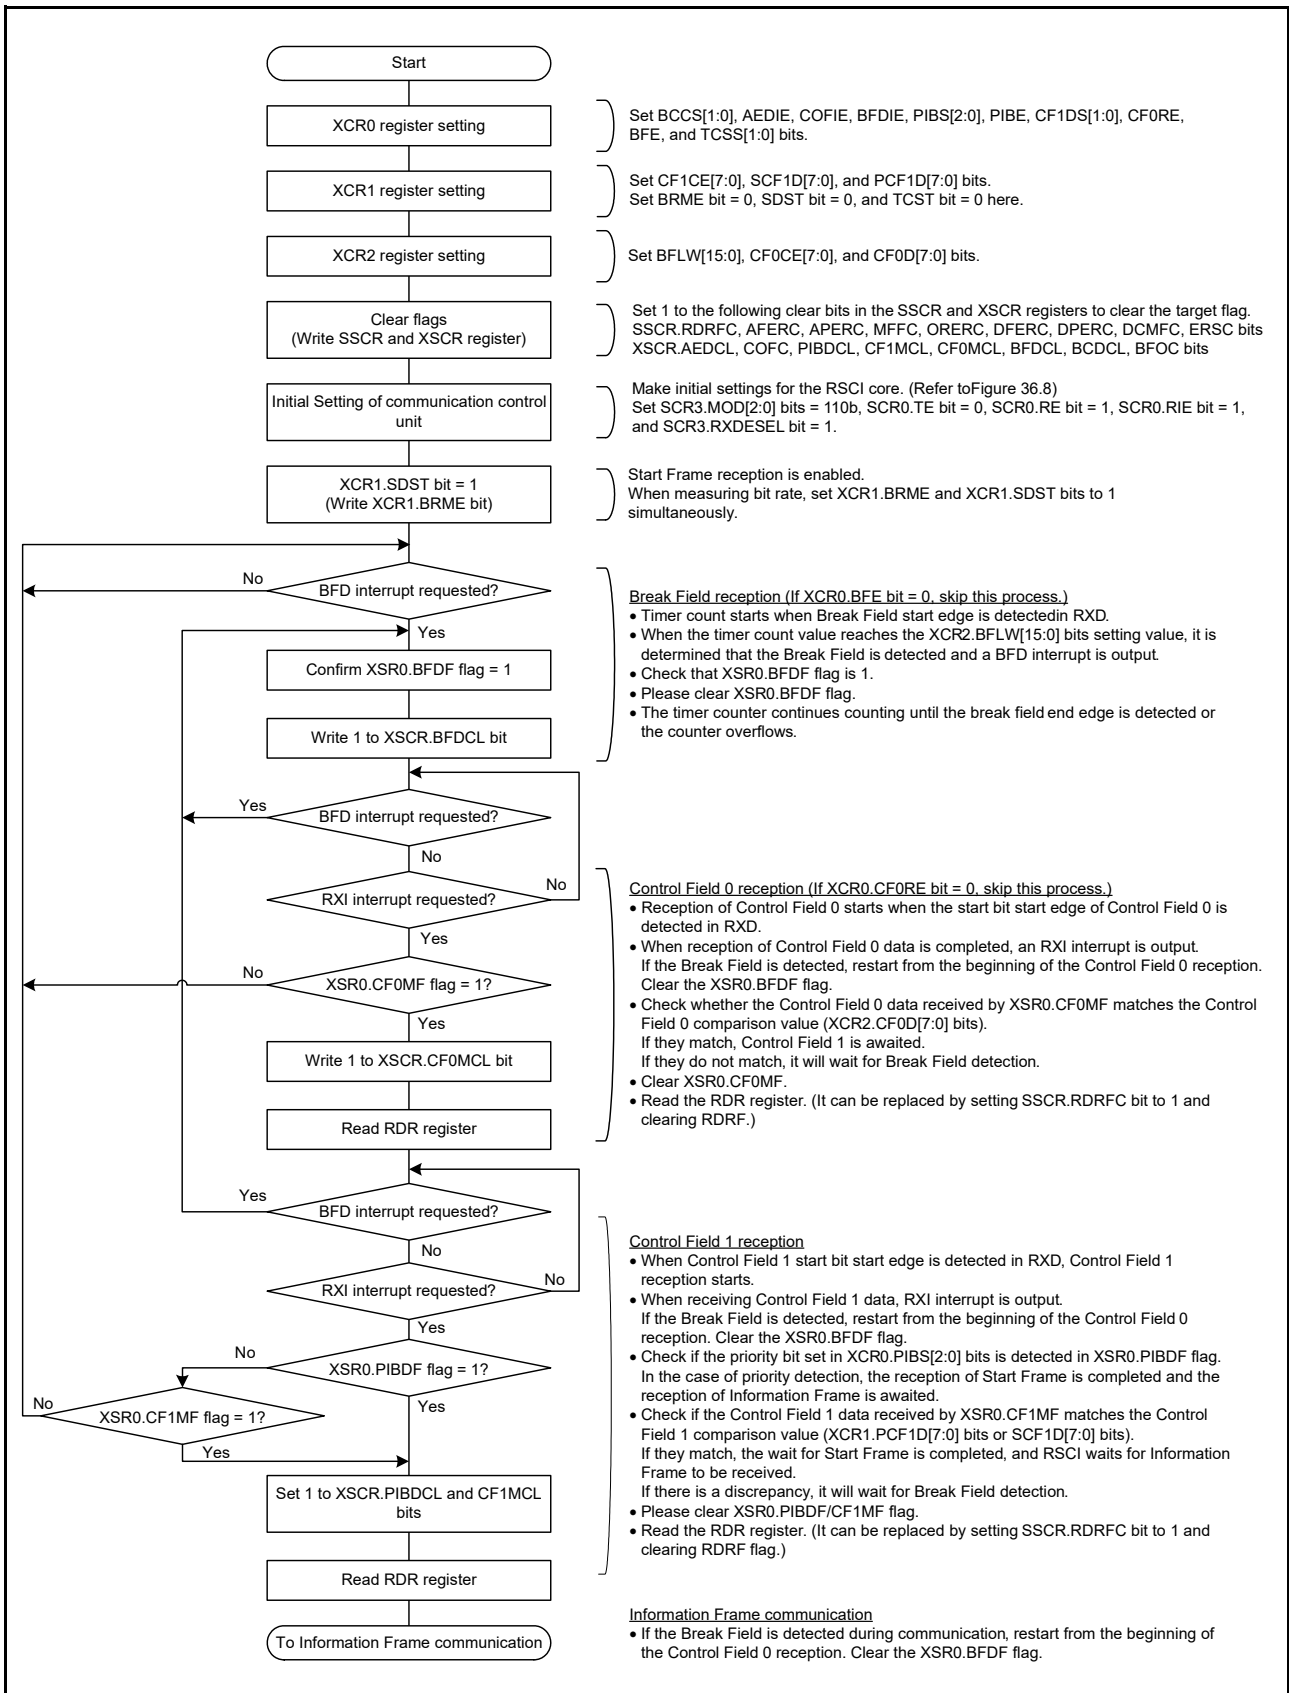 Start
XCR0 register setting
Set BCCS[1:0], AEDIE, COFIE, BFDIE, PIBS[2:0], PIBE, CF1DS[1:0], CF0RE,
BFE, and TCSS[1:0] bits.
XCR1 register setting
Set CF1CE[7:0], SCF1D[7:0], and PCF1D[7:0] bits.
Set BRME bit = 0, SDST bit = 0, and TCST bit = 0 here.
XCR2 register setting
Set BFLW[15:0], CF0CE[7:0], and CF0D[7:0] bits.
Clear flags
(Write SSCR and XSCR register)
Set 1 to the following clear bits in the SSCR and XSCR registers to clear the target flag.
SSCR.RDRFC, AFERC, APERC, MFFC, ORERC, DFERC, DPERC, DCMFC, ERSC bits
XSCR.AEDCL, COFC, PIBDCL, CF1MCL, CF0MCL, BFDCL, BCDCL, BFOC bits
Initial Setting of communication control
unit
Make initial settings for the RSCI core. (Refer toFigure 36.8)
Set SCR3.MOD[2:0] bits = 110b, SCR0.TE bit = 0, SCR0.RE bit = 1, SCR0.RIE bit = 1,
and SCR3.RXDESEL bit = 1.
XCR1.SDST bit = 1
(Write XCR1.BRME bit)
Start Frame reception is enabled.
When measuring bit rate, set XCR1.BRME and XCR1.SDST bits to 1
simultaneously.
No
BFD interrupt requested?
Yes
Confirm XSR0.BFDF flag = 1
Write 1 to XSCR.BFDCL bit
Break Field reception (If XCR0.BFE bit = 0, skip this process.)
• Timer count starts when Break Field start edge is detectedin RXD.
• When the timer count value reaches the XCR2.BFLW[15:0] bits setting value, it is
determined that the Break Field is detected and a BFD interrupt is output.
• Check that XSR0.BFDF flag is 1.
• Please clear XSR0.BFDF flag.
• The timer counter continues counting until the break field end edge is detected or
the counter overflows.
Yes
BFD interrupt requested?
No
RXI interrupt requested?
No
Yes
No
XSR0.CF0MF flag = 1?
Yes
Write 1 to XSCR.CF0MCL bit
Read RDR register
Control Field 0 reception (If XCR0.CF0RE bit = 0, skip this process.)
• Reception of Control Field 0 starts when the start bit start edge of Control Field 0 is
detected in RXD.
• When reception of Control Field 0 data is completed, an RXI interrupt is output.
If the Break Field is detected, restart from the beginning of the Control Field 0 reception.
Clear the XSR0.BFDF flag.
• Check whether the Control Field 0 data received by XSR0.CF0MF matches the Control
Field 0 comparison value (XCR2.CF0D[7:0] bits).
If they match, Control Field 1 is awaited.
If they do not match, it will wait for Break Field detection.
• Clear XSR0.CF0MF.
• Read the RDR register. (It can be replaced by setting SSCR.RDRFC bit to 1 and
clearing RDRF.)
Yes
BFD interrupt requested?
No
RXI interrupt requested?
No
Yes
No
XSR0.PIBDF flag = 1?
Yes
No
XSR0.CF1MF flag = 1?
Yes
Set 1 to XSCR.PIBDCL and CF1MCL
bits
Read RDR register
Control Field 1 reception
• When Control Field 1 start bit start edge is detected in RXD, Control Field 1
reception starts.
• When receiving Control Field 1 data, RXI interrupt is output.
If the Break Field is detected, restart from the beginning of the Control Field 0
reception. Clear the XSR0.BFDF flag.
• Check if the priority bit set in XCR0.PIBS[2:0] bits is detected in XSR0.PIBDF flag.
In the case of priority detection, the reception of Start Frame is completed and the
reception of Information Frame is awaited.
• Check if the Control Field 1 data received by XSR0.CF1MF matches the Control
Field 1 comparison value (XCR1.PCF1D[7:0] bits or SCF1D[7:0] bits).
If they match, the wait for Start Frame is completed, and RSCI waits for Information
Frame to be received.
If there is a discrepancy, it will wait for Break Field detection.
• Please clear XSR0.PIBDF/CF1MF flag.
• Read the RDR register. (It can be replaced by setting SSCR.RDRFC bit to 1 and
clearing RDRF flag.)
To Information Frame communication
Information Frame communication
• If the Break Field is detected during communication, restart from the beginning of
the Control Field 0 reception. Clear the XSR0.BFDF flag.